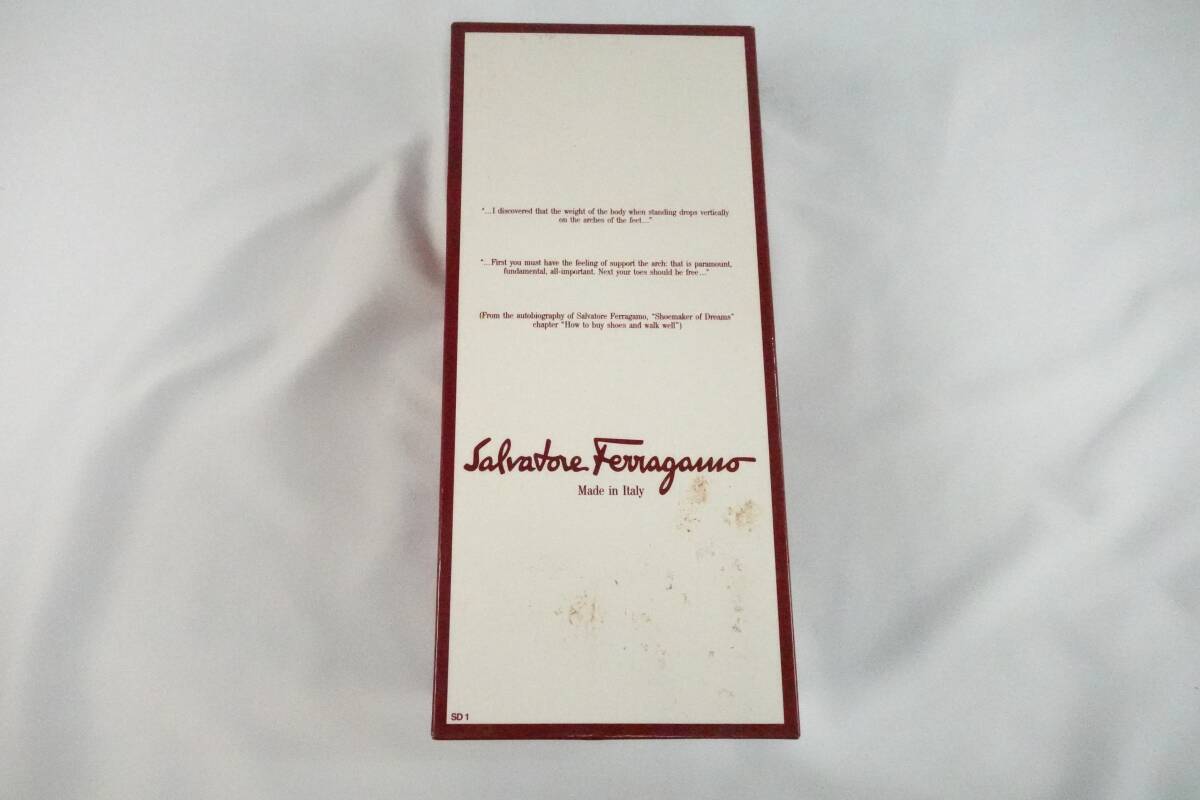 "...I discovered that the weight of the body when standing drops vertically
on the arches of the feet..."
"...First you must have the feeling of support the arch: that is paramount,
fundamental, all-important. Next your toes should be free..."
(From the autobiography of Salvatore Ferragamo, "Shoemaker of Dreams"
chapter "How to buy shoes and walk well")
Salvatore Ferragamo
Made in Italy
SD 1